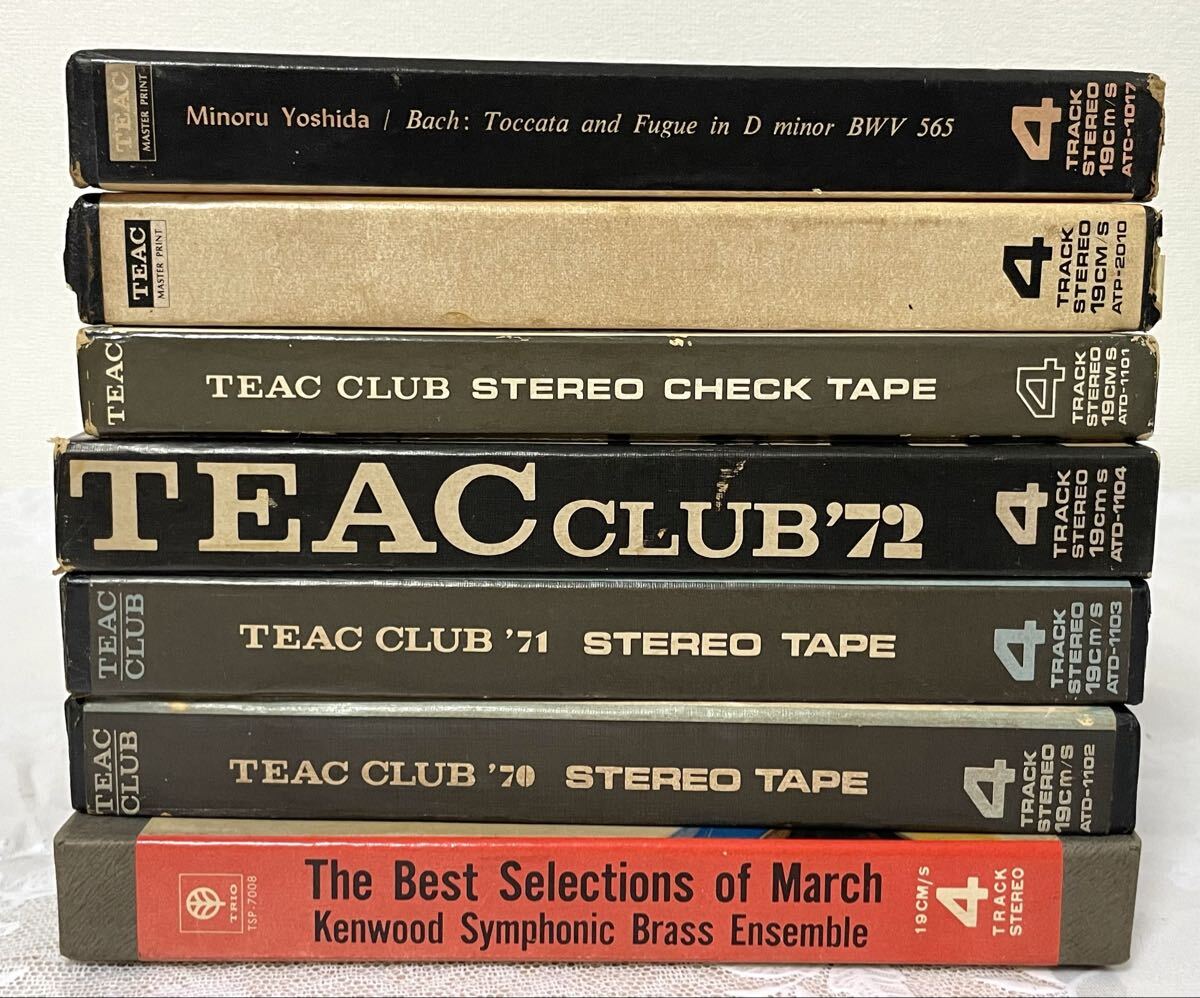 TEAC
MASTER PRINT
Minoru Yoshida / Bach: Toccata and Fugue in D minor BWV 565
4
TRACK
STEREO
19cm/s
ATC-1017
TEAC
MASTER PRINT
4
TRACK
STEREO
19CM/S
ATP-2010
TEAC
TEAC CLUB STEREO CHECK TAPE
4
TRACK
STEREO
19CM/S
ATD-1101
TEAC CLUB'72
4
TRACK
STEREO
19cm s
ATD-1104
TEAC
CLUB
TEAC CLUB '71 STEREO TAPE
4
TRACK
STEREO
19cm/s
ATD-1103
TEAC
CLUB
TEAC CLUB '70 STEREO TAPE
4
TRACK
STEREO
19cm/s
ATD-1102
TRIO
TSP-7008
The Best Selections of March
Kenwood Symphonic Brass Ensemble
19CM/S
4
TRACK
STEREO